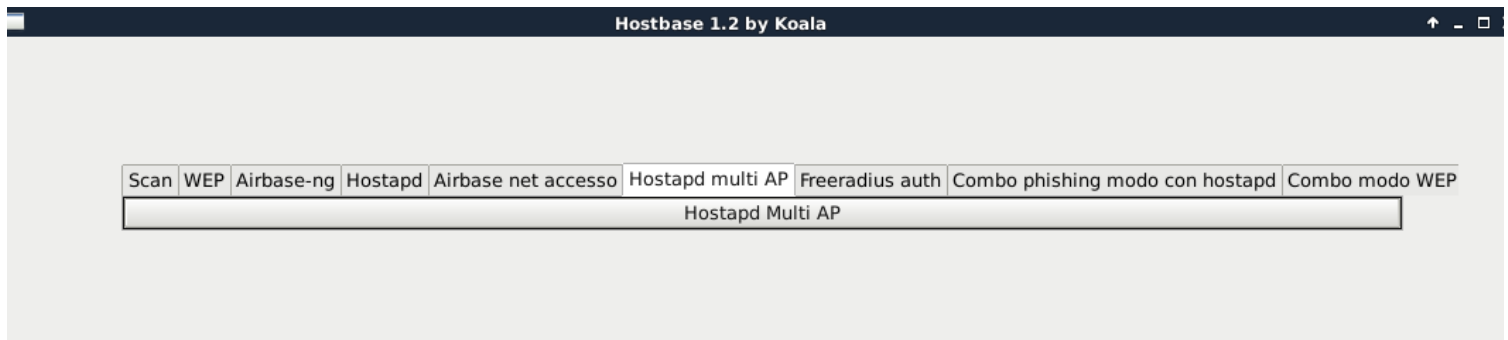 Hostbase 1.2 by Koala
Scan WEP Airbase-ng Hostapd Airbase net accesso Hostapd multi AP Freeradius auth Combo phishing modo con hostapd Combo modo WEP
Hostapd Multi AP